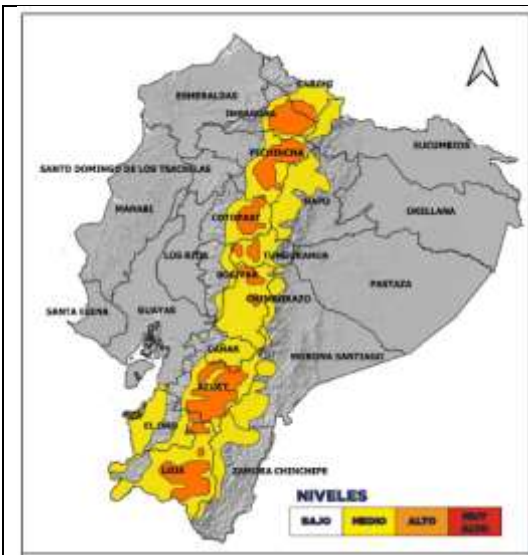 CARCHI
ESMERALDAS
IMBABURA
SUCUMBIOS
PICHINCHA
SANTO DOMINGO DE LOS TSACHILAS
NAPO
MANABI
ORELLANA
COTOPAXI
LOS RIOS
TUNGURAHUA
BOLIVAR
PASTAZA
CHIMBORAZO
SANTA ELENA
GUAYAS
CAÑAR
MORONA SANTIAGO
AZUAY
EL ORO
LOJA
ZAMORA CHINCHIPE
NIVELES
BAJO
MEDIO
ALTO
MUY
ALTO